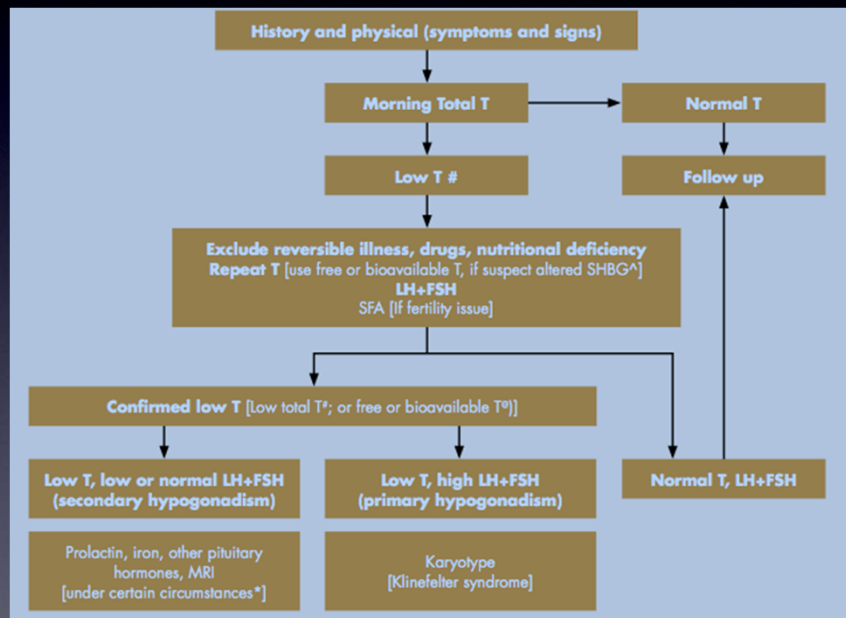 History and physical (symptoms and signs)
Morning Total T
Normal T
Low T #
Follow up
Exclude reversible illness, drugs, nutritional deficiency
Repeat T [use free or bioavailable T, if suspect altered SHBG^]
LH+FSH
SFA [If fertility issue]
Confirmed low T [Low total T#; or free or bioavailable Tᵠ)]
Low T, low or normal LH+FSH
(secondary hypogonadism)
Low T, high LH+FSH
(primary hypogonadism)
Normal T, LH+FSH
Prolactin, iron, other pituitary
hormones, MRI
[under certain circumstances*]
Karyotype
[Klinefelter syndrome]